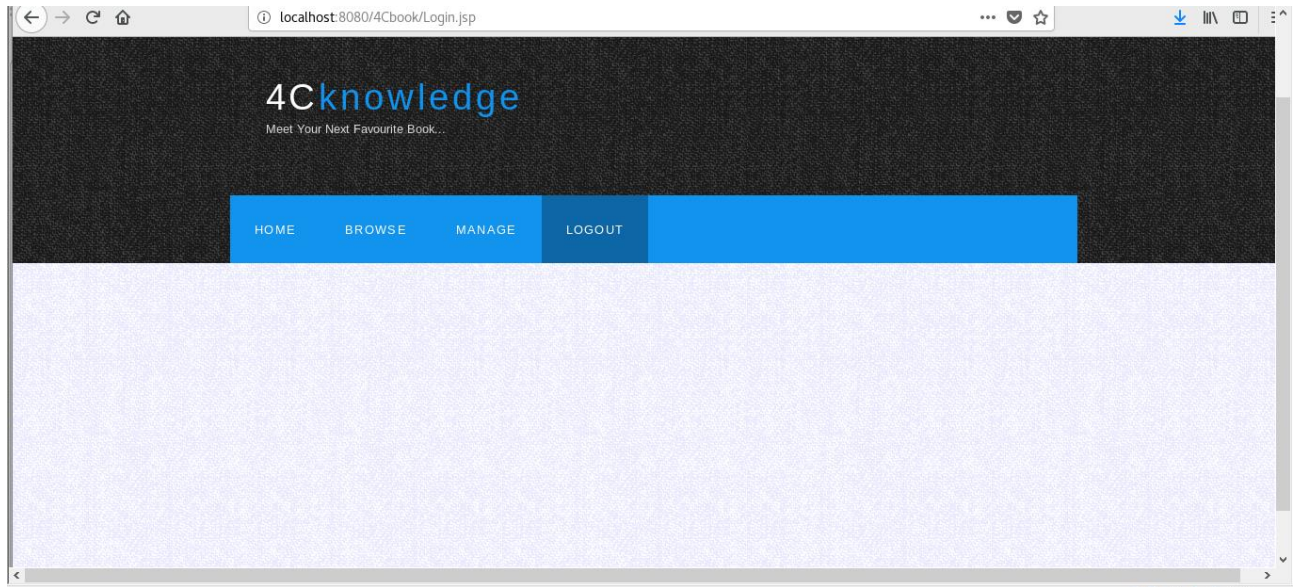 localhost:8080/4Cbook/Login.jsp
4Cknowledge
Meet Your Next Favourite Book...
HOME BROWSE MANAGE LOGOUT